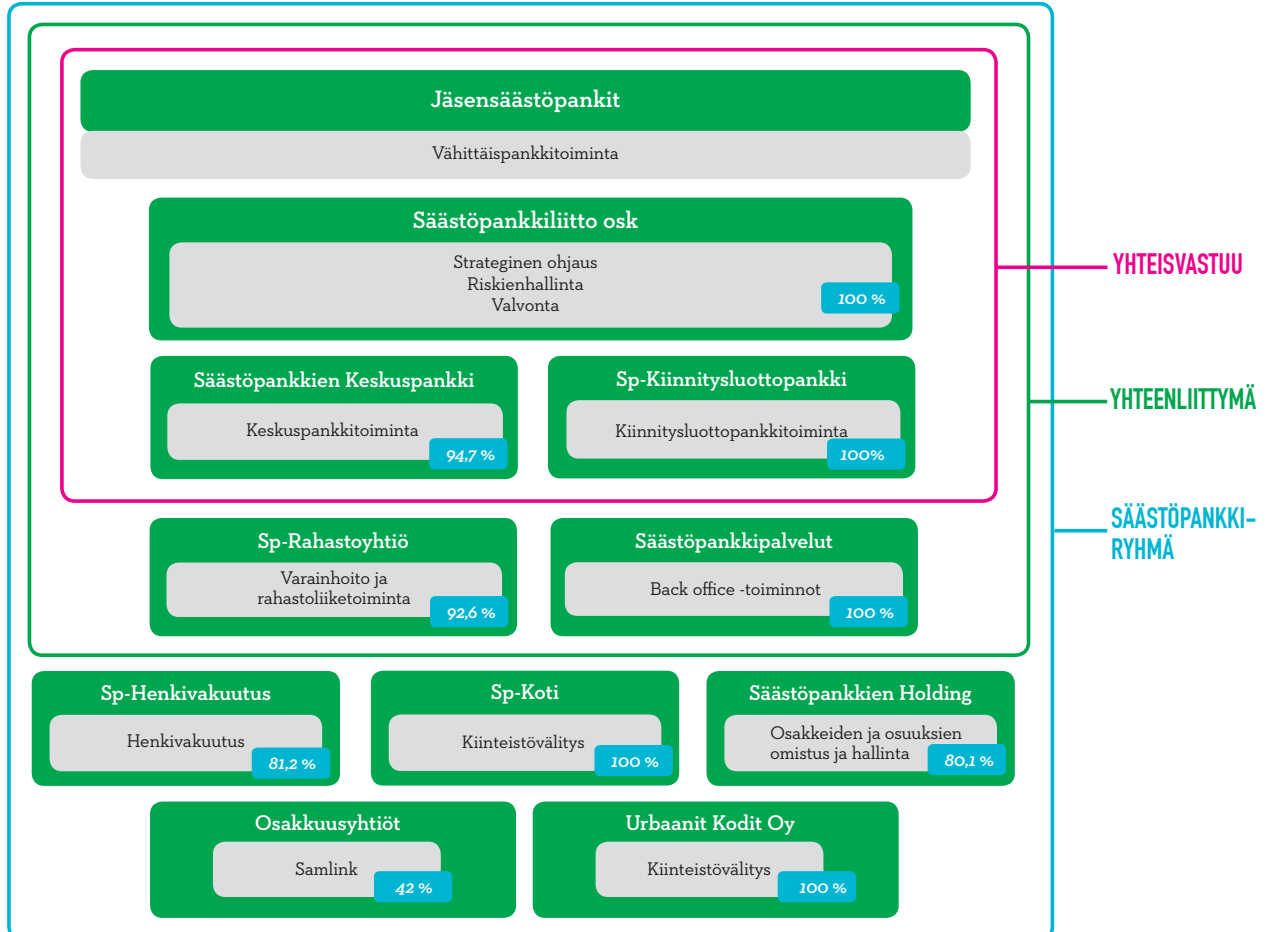 Jäsensäästöpankit
Vähittäispankkitoiminta
Säästöpankkiliitto osk
Strateginen ohjaus
Riskienhallinta
Valvonta
100 %
YHTEISVASTUU
Säästöpankkien Keskuspankki
Keskuspankkitoiminta
94,7 %
Sp-Kiinnitysluottopankki
Kiinnitysluottopankkitoiminta
100%
YHTEENLIITTYMÄ
Sp-Rahastoyhtiö
Varainhoito ja
rahastoliiketoiminta
92,6 %
Säästöpankkipalvelut
Back office -toiminnot
100 %
SÄÄSTÖPANKKI-
RYHMÄ
Sp-Henkivakuutus
Henkivakuutus
81,2 %
Sp-Koti
Kiinteistövälitys
100 %
Säästöpankkien Holding
Osakkeiden ja osuuksien
omistus ja hallinta
80,1 %
Osakkuusyhtiöt
Samlink
42 %
Urbaanit Kodit Oy
Kiinteistövälitys
100 %